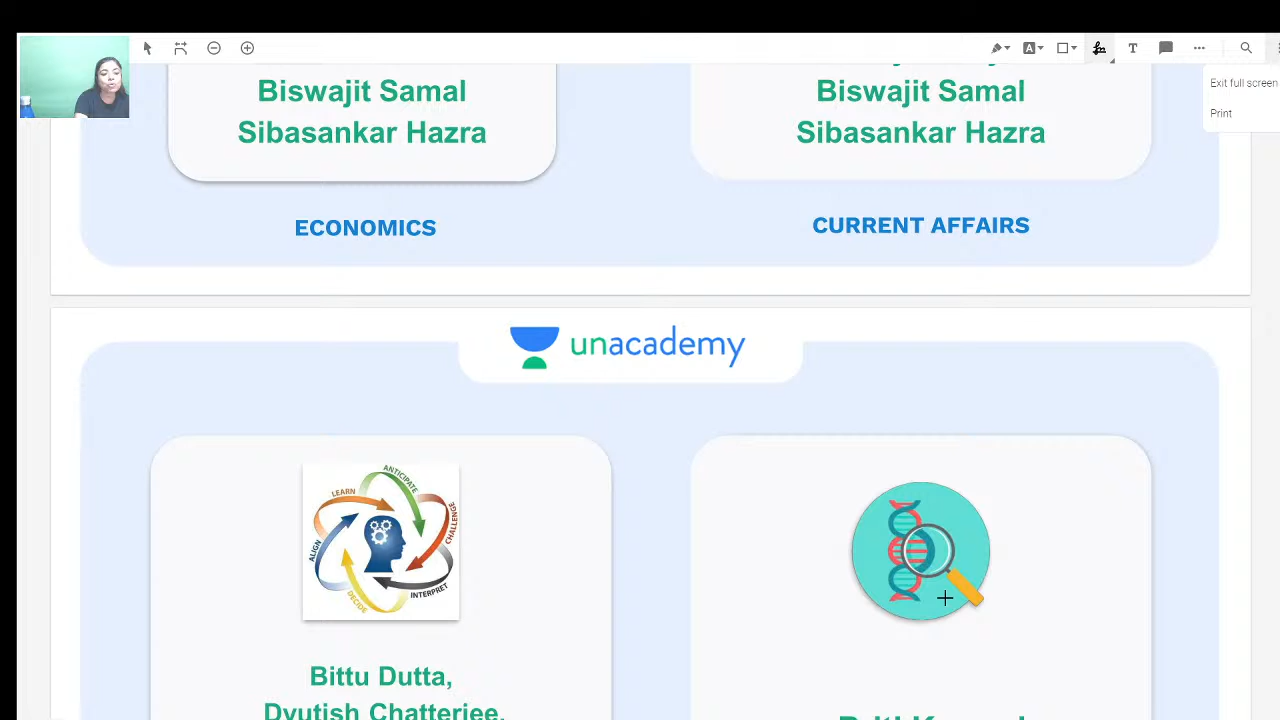 Exit full screen
Print
Biswajit Samal
Sibasankar Hazra
ECONOMICS
Biswajit Samal
Sibasankar Hazra
CURRENT AFFAIRS
unacademy
ANTICIPATE
LEARN
CHALLENGE
ALIGN
INTERPRET
DECIDE
Bittu Dutta,
Dyutish Chatterjee,